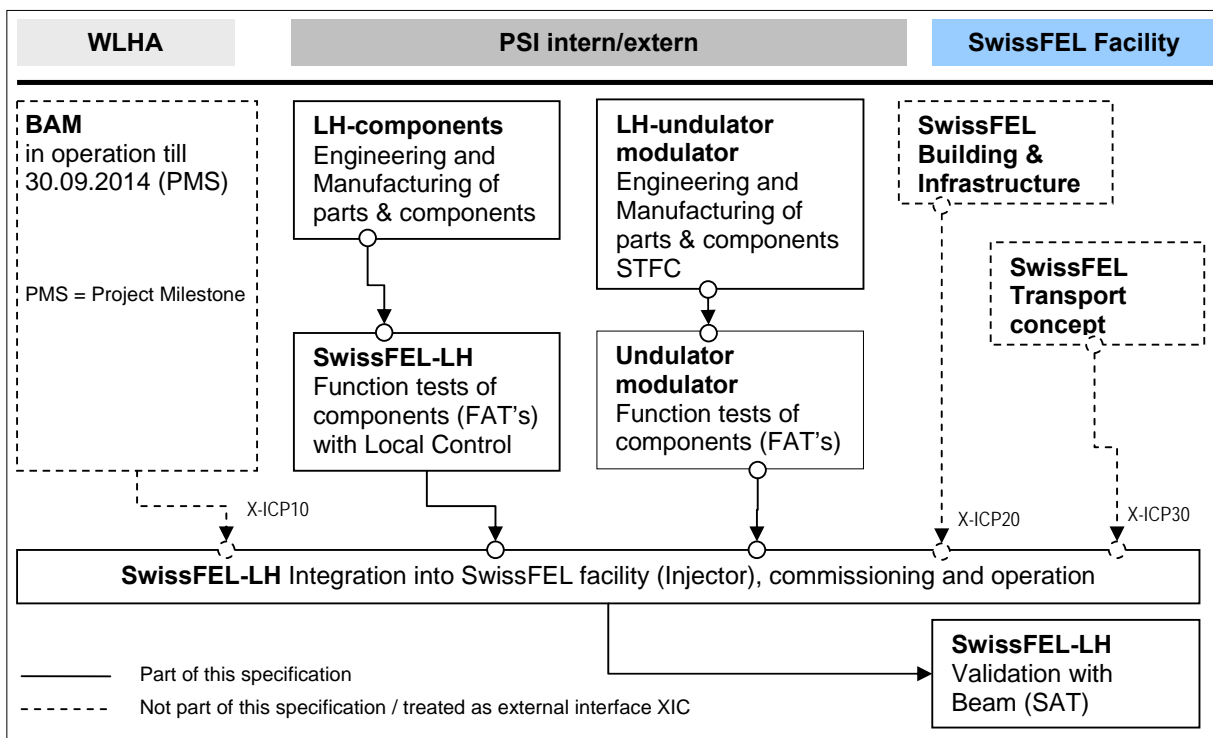 WLHA
PSI intern/extern
SwissFEL Facility
BAM
in operation till
30.09.2014 (PMS)
PMS = Project Milestone
LH-components
Engineering and
Manufacturing of
parts & components
LH-undulator
modulator
Engineering and
Manufacturing of
parts & components
STFC
SwissFEL
Building &
Infrastructure
SwissFEL
Transport
concept
SwissFEL-LH
Function tests of
components (FAT's)
with Local Control
Undulator
modulator
Function tests of
components (FAT's)
X-ICP10
X-ICP20
X-ICP30
SwissFEL-LH Integration into SwissFEL facility (Injector), commissioning and operation
SwissFEL-LH
Validation with
Beam (SAT)
Part of this specification
Not part of this specification / treated as external interface XIC